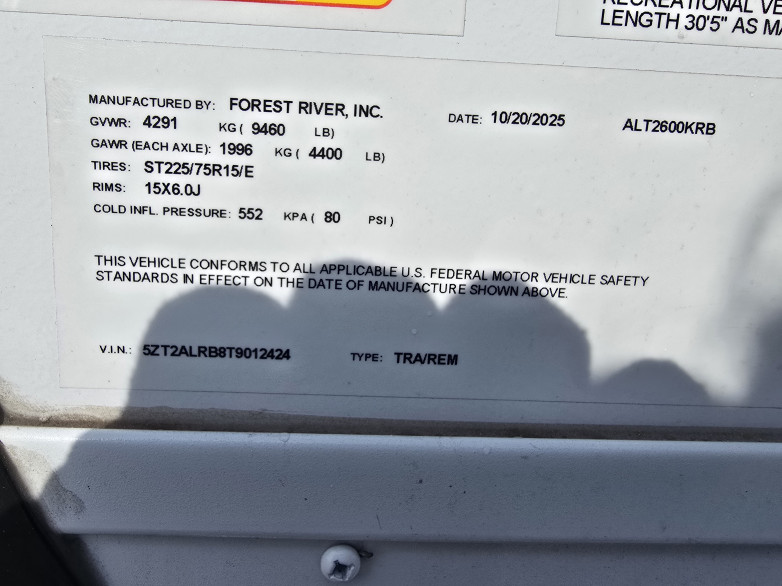 RECREATIONAL VE
LENGTH 30'5" AS MA
MANUFACTURED BY: FOREST RIVER, INC.
DATE: 10/20/2025 ALT2600KRB
GVWR: 4291 KG ( 9460 LB)
GAWR (EACH AXLE): 1996 KG ( 4400 LB)
TIRES: ST225/75R15/E
RIMS: 15X6.0J
COLD INFL. PRESSURE: 552 KPA ( 80 PSI )
THIS VEHICLE CONFORMS TO ALL APPLICABLE U.S. FEDERAL MOTOR VEHICLE SAFETY
STANDARDS IN EFFECT ON THE DATE OF MANUFACTURE SHOWN ABOVE.
V.I.N.: 5ZT2ALRB8T9012424 TYPE: TRA/REM